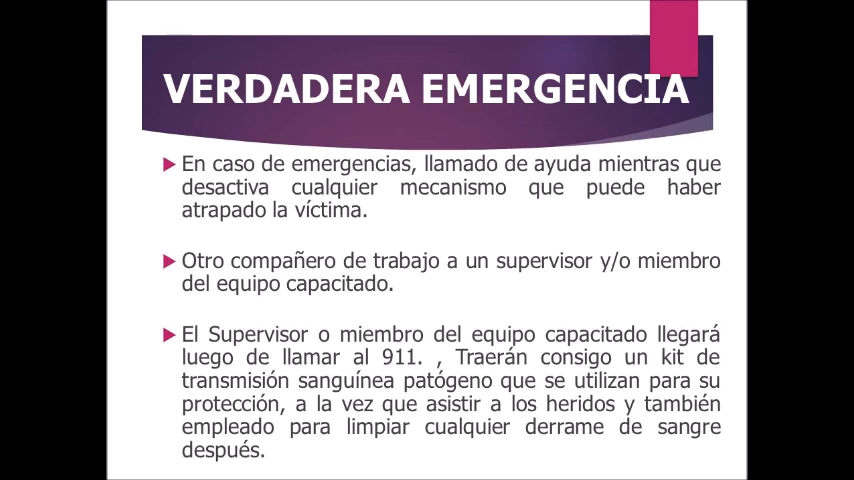 VERDADERA EMERGENCIA
En caso de emergencias, llamado de ayuda mientras que
desactiva cualquier mecanismo que puede haber
atrapado la víctima.
Otro compañero de trabajo a un supervisor y/o miembro
del equipo capacitado.
El Supervisor o miembro del equipo capacitado llegará
luego de llamar al 911. , Traerán consigo un kit de
transmisión sanguínea patógeno que se utilizan para su
protección, a la vez que asistir a los heridos y también
empleado para limpiar cualquier derrame de sangre
después.